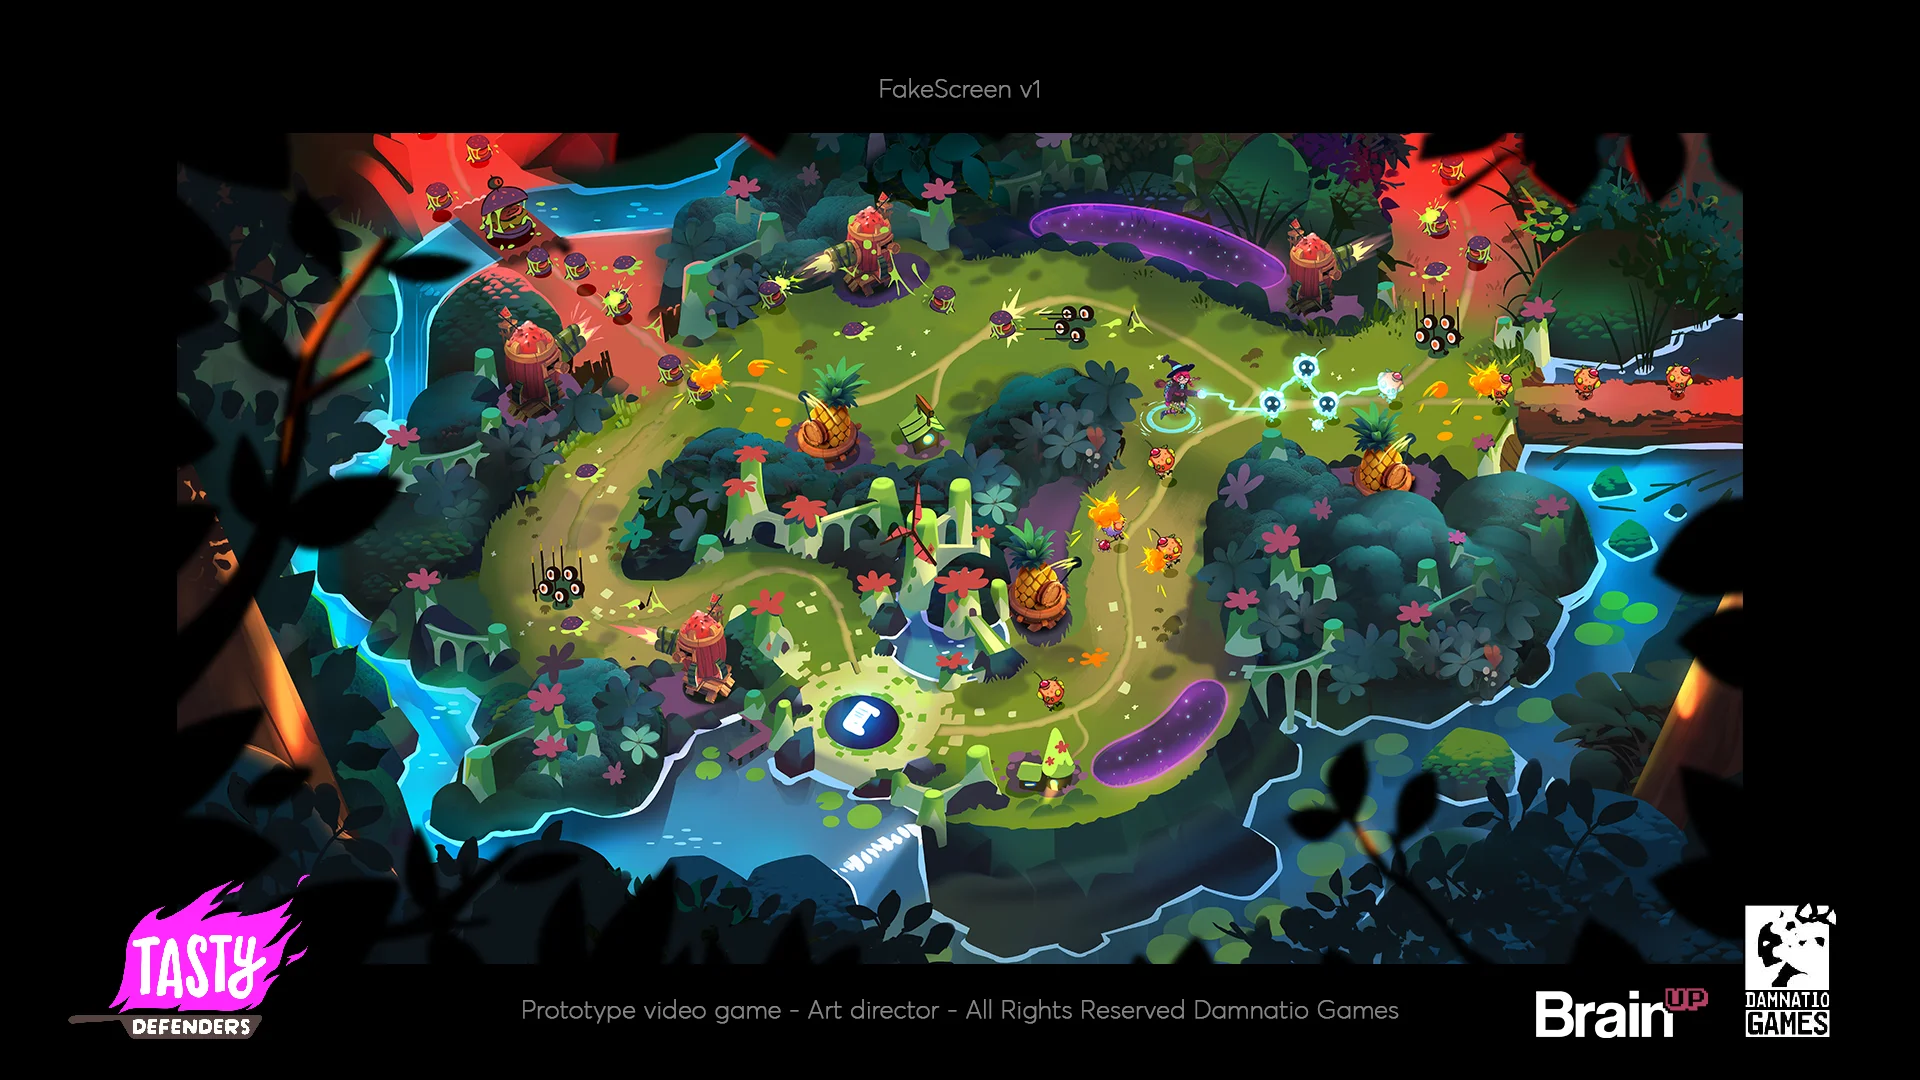 FakeScreen v1
TASTY
DEFENDERS
Prototype video game - Art director - All Rights Reserved Damnatio Games
BrainUP
DAMNATIO
GAMES